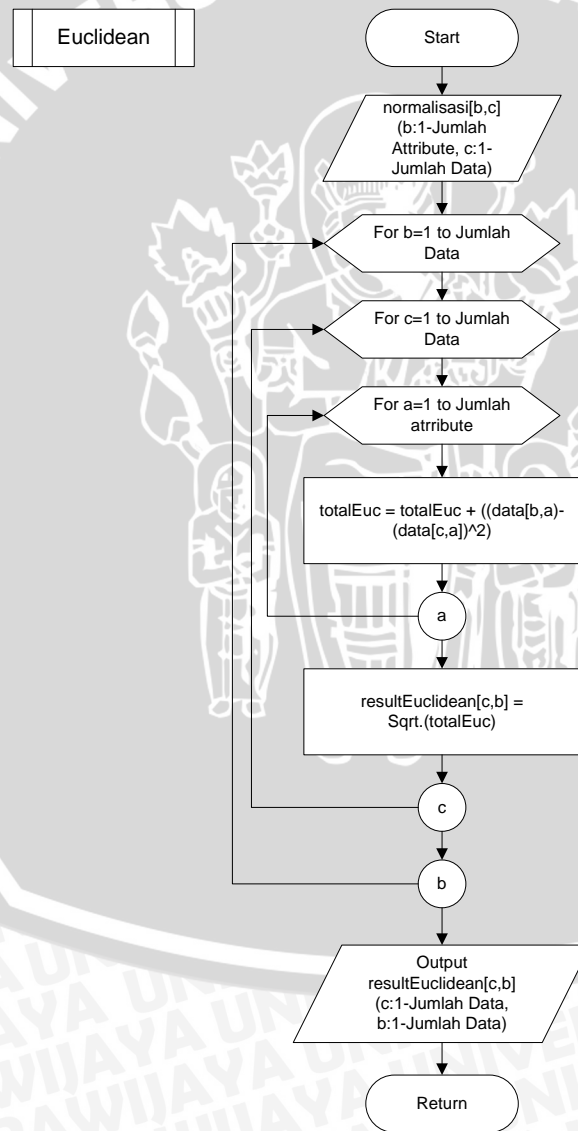 Euclidean
Start
normalisasi[b,c]
(b:1-Jumlah
Attribute, c:1-
Jumlah Data)
For b=1 to Jumlah
Data
For c=1 to Jumlah
Data
For a=1 to Jumlah
atrribute
totalEuc = totalEuc + ((data[b,a)-
(data[c,a])^2)
a
resultEuclidean[c,b] =
Sqrt.(totalEuc)
c
b
Output
resultEuclidean[c,b]
(c:1-Jumlah Data,
b:1-Jumlah Data)
Return